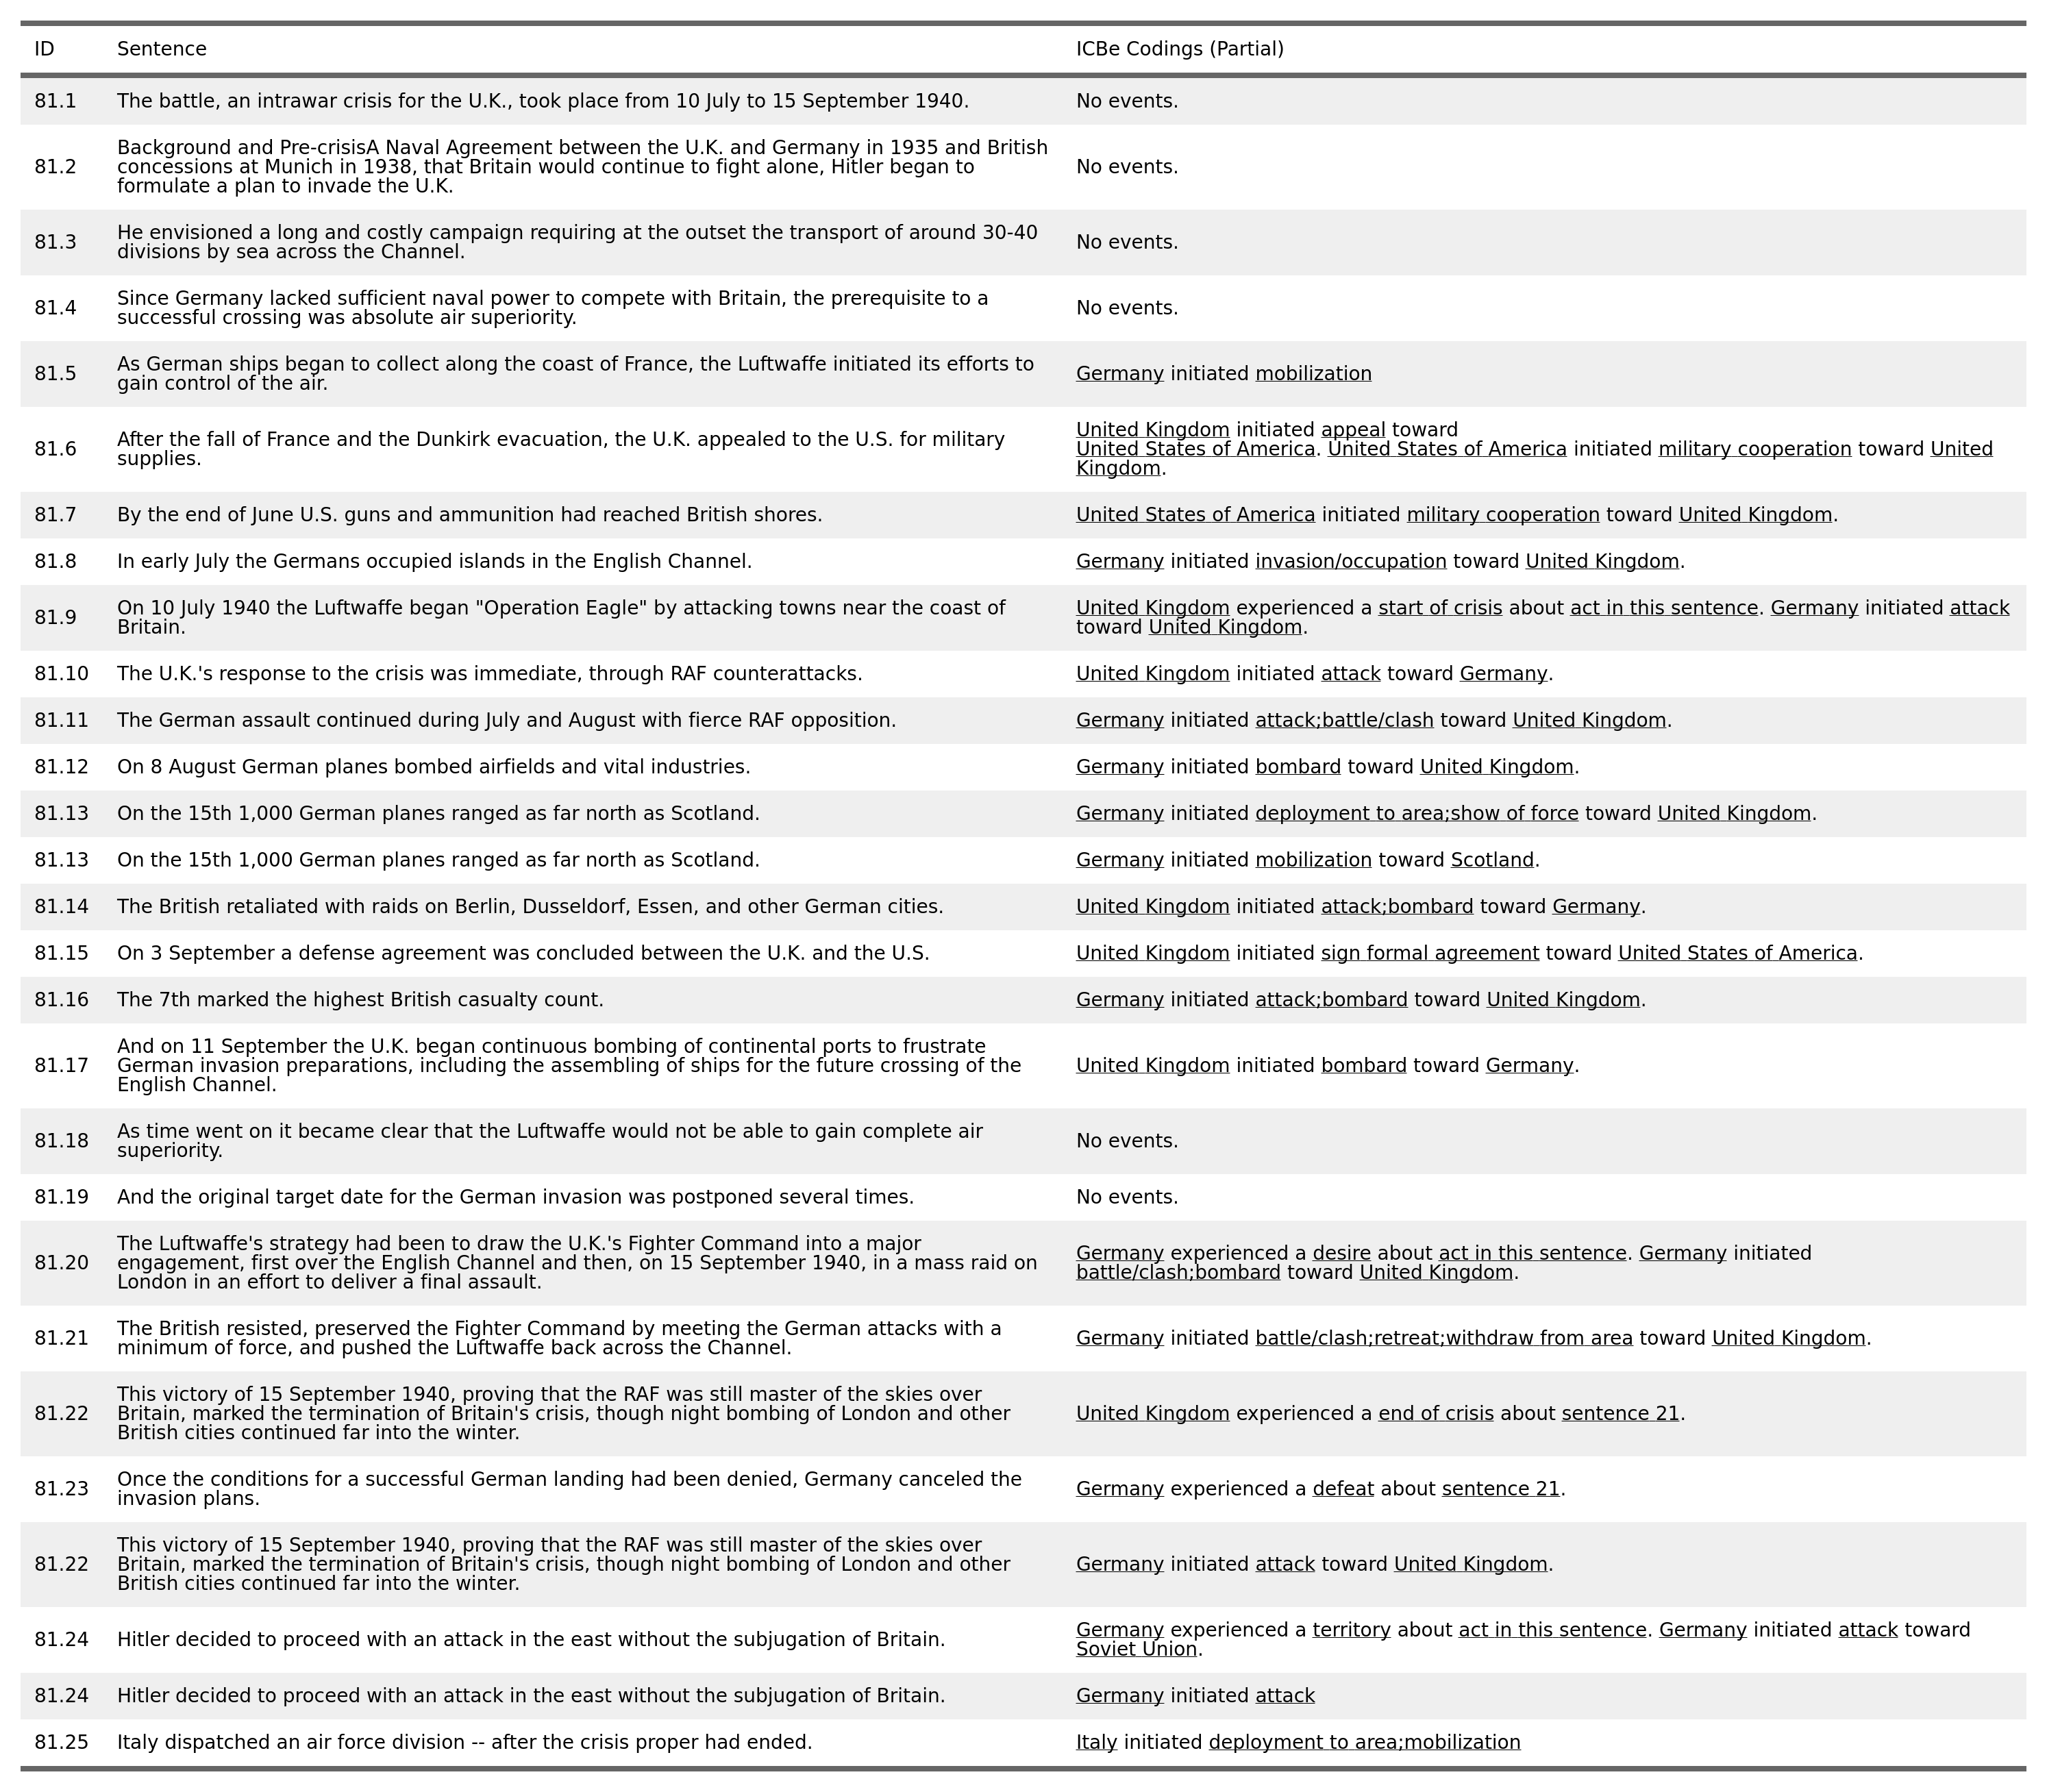 ID Sentence ICBe Codings (Partial)
81.1 The battle, an intrawar crisis for the U.K., took place from 10 July to 15 September 1940. No events.
Background and Pre-crisisA Naval Agreement between the U.K. and Germany in 1935 and British
81.2 concessions at Munich in 1938, that Britain would continue to fight alone, Hitler began to No events.
formulate a plan to invade the U.K.
81.3 He envisioned a long and costly campaign requiring at the outset the transport of around 30-40
divisions by sea across the Channel. No events.
81.4 Since Germany lacked sufficient naval power to compete with Britain, the prerequisite to a
successful crossing was absolute air superiority. No events.
81.5 As German ships began to collect along the coast of France, the Luftwaffe initiated its efforts to
gain control of the air. Germany initiated mobilization
81.6 After the fall of France and the Dunkirk evacuation, the U.K. appealed to the U.S. for military
supplies.
United Kingdom initiated appeal toward
United States of America. United States of America initiated military cooperation toward United
Kingdom.
81.7 By the end of June U.S. guns and ammunition had reached British shores. United States of America initiated military cooperation toward United Kingdom.
81.8 In early July the Germans occupied islands in the English Channel. Germany initiated invasion/occupation toward United Kingdom.
81.9 On 10 July 1940 the Luftwaffe began "Operation Eagle" by attacking towns near the coast of
Britain.
United Kingdom experienced a start of crisis about act in this sentence. Germany initiated attack
toward United Kingdom.
81.10 The U.K.'s response to the crisis was immediate, through RAF counterattacks. United Kingdom initiated attack toward Germany.
81.11 The German assault continued during July and August with fierce RAF opposition. Germany initiated attack;battle/clash toward United Kingdom.
81.12 On 8 August German planes bombed airfields and vital industries. Germany initiated bombard toward United Kingdom.
81.13 On the 15th 1,000 German planes ranged as far north as Scotland. Germany initiated deployment to area;show of force toward United Kingdom.
81.13 On the 15th 1,000 German planes ranged as far north as Scotland. Germany initiated mobilization toward Scotland.
81.14 The British retaliated with raids on Berlin, Dusseldorf, Essen, and other German cities. United Kingdom initiated attack;bombard toward Germany.
81.15 On 3 September a defense agreement was concluded between the U.K. and the U.S. United Kingdom initiated sign formal agreement toward United States of America.
81.16 The 7th marked the highest British casualty count. Germany initiated attack;bombard toward United Kingdom.
And on 11 September the U.K. began continuous bombing of continental ports to frustrate
81.17 German invasion preparations, including the assembling of ships for the future crossing of the United Kingdom initiated bombard toward Germany.
English Channel.
81.18 As time went on it became clear that the Luftwaffe would not be able to gain complete air
superiority. No events.
81.19 And the original target date for the German invasion was postponed several times. No events.
81.20 The Luftwaffe's strategy had been to draw the U.K.'s Fighter Command into a major
engagement, first over the English Channel and then, on 15 September 1940, in a mass raid on
London in an effort to deliver a final assault.
Germany experienced a desire about act in this sentence. Germany initiated
battle/clash;bombard toward United Kingdom.
81.21 The British resisted, preserved the Fighter Command by meeting the German attacks with a
minimum of force, and pushed the Luftwaffe back across the Channel. Germany initiated battle/clash;retreat;withdraw from area toward United Kingdom.
This victory of 15 September 1940, proving that the RAF was still master of the skies over
81.22 Britain, marked the termination of Britain's crisis, though night bombing of London and other United Kingdom experienced a end of crisis about sentence 21.
British cities continued far into the winter.
81.23 Once the conditions for a successful German landing had been denied, Germany canceled the
invasion plans. Germany experienced a defeat about sentence 21.
This victory of 15 September 1940, proving that the RAF was still master of the skies over
81.22 Britain, marked the termination of Britain's crisis, though night bombing of London and other Germany initiated attack toward United Kingdom.
British cities continued far into the winter.
81.24 Hitler decided to proceed with an attack in the east without the subjugation of Britain.
Germany experienced a territory about act in this sentence. Germany initiated attack toward
Soviet Union.
81.24 Hitler decided to proceed with an attack in the east without the subjugation of Britain. Germany initiated attack
81.25 Italy dispatched an air force division -- after the crisis proper had ended. Italy initiated deployment to area;mobilization